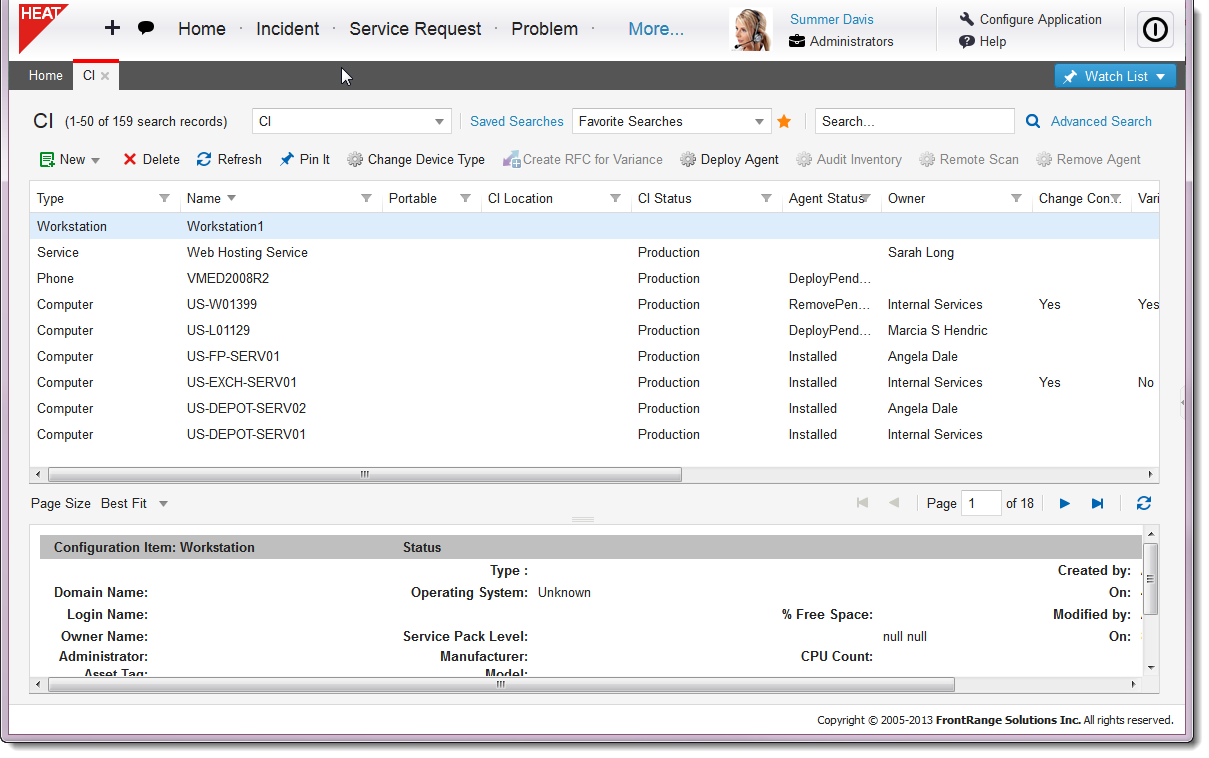 HEAT
Home · Incident · Service Request · Problem · More...
Summer Davis
Administrators
Configure Application
Help
Home CI Watch List
CI (1-50 of 159 search records) CI Saved Searches Favorite Searches Search... Advanced Search
New Delete Refresh Pin It Change Device Type Create RFC for Variance Deploy Agent Audit Inventory Remote Scan Remove Agent
Type Name Portable CI Location CI Status Agent Status Owner Change Con... Vari
Workstation Workstation1
Service Web Hosting Service Production Sarah Long
Phone VMED2008R2 Production DeployPend...
Computer US-W01399 Production RemovePen... Internal Services Yes Yes
Computer US-L01129 Production DeployPend... Marcia S Hendric
Computer US-FP-SERV01 Production Installed Angela Dale
Computer US-EXCH-SERV01 Production Installed Internal Services Yes No
Computer US-DEPOT-SERV02 Production Installed Angela Dale
Computer US-DEPOT-SERV01 Production Installed Internal Services
Page Size Best Fit Page 1 of 18
Configuration Item: Workstation Status
Type : Created by:
Domain Name: Operating System: Unknown On:
Login Name: % Free Space: Modified by:
Owner Name: Service Pack Level: null null On:
Administrator: Manufacturer: CPU Count:
Asset Tag: Model:
Copyright © 2005-2013 FrontRange Solutions Inc. All rights reserved.